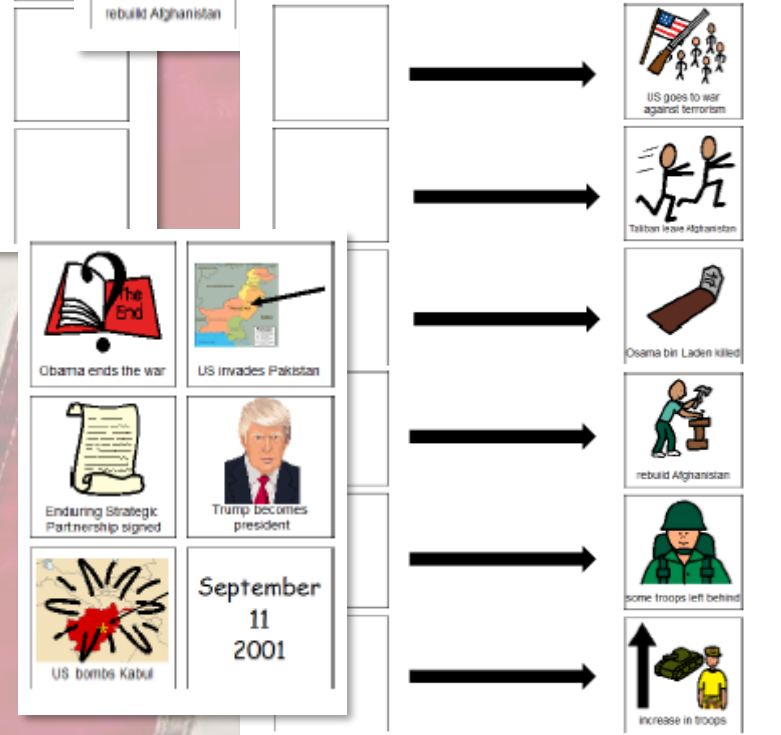 rebuild Afghanistan
US goes to war
against terrorism
Taliban leave Afghanistan
Osama bin Laden killed
rebuild Afghanistan
some troops left behind
increase in troops
The
End
Obama ends the war
US invades Pakistan
Enduring Strategic
Partnership signed
Trump becomes
president
US bombs Kabul
September
11
2001